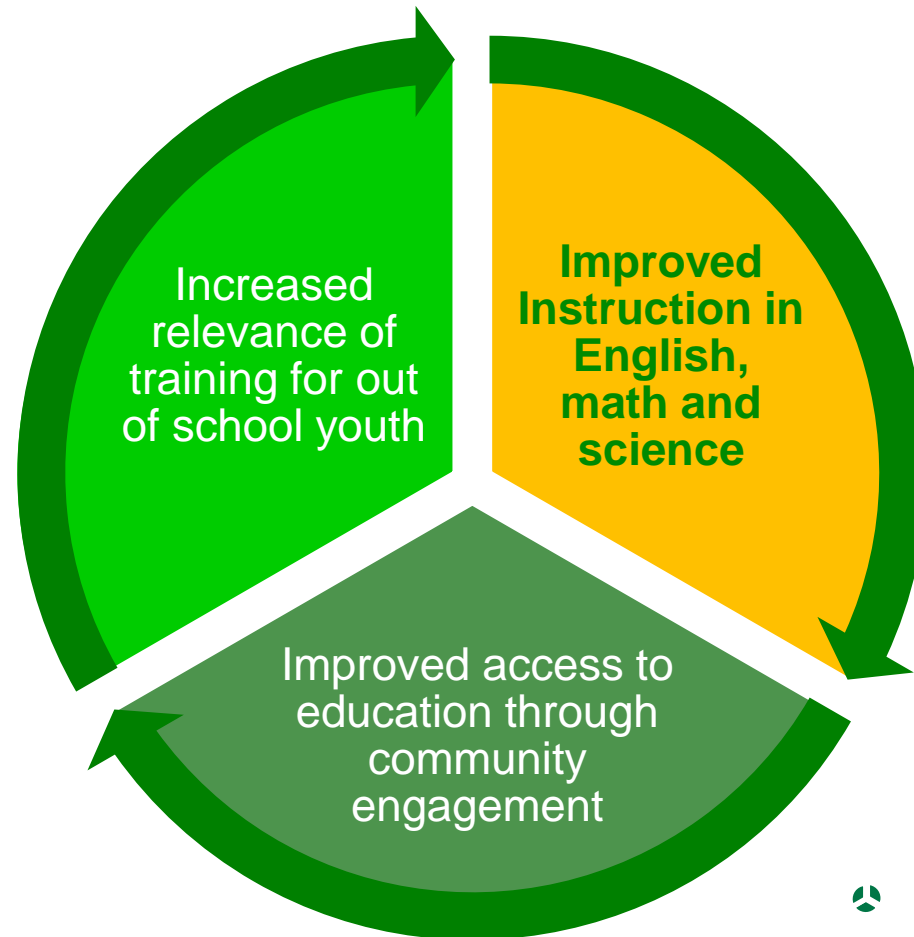 Increased
relevance of
training for out
of school youth
Improved
Instruction in
English,
math and
science
Improved access to
education through
community
engagement